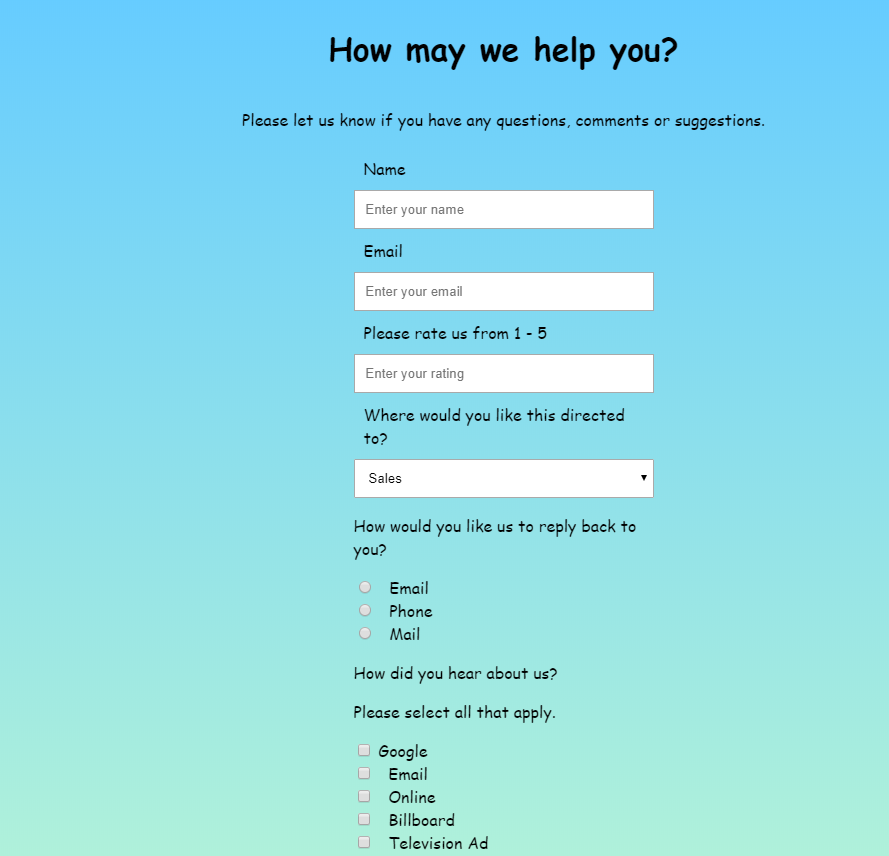 How may we help you?
Please let us know if you have any questions, comments or suggestions.
Name
Enter your name
Email
Enter your email
Please rate us from 1 - 5
Enter your rating
Where would you like this directed
to?
Sales
How would you like us to reply back to
you?
Email
Phone
Mail
How did you hear about us?
Please select all that apply.
Google
Email
Online
Billboard
Television Ad